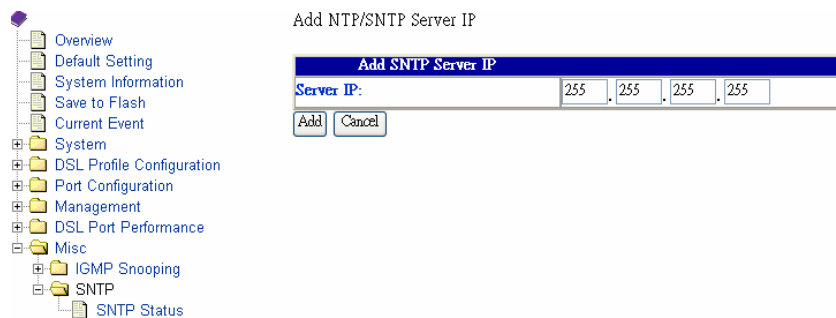 Overview
Default Setting
System Information
Save to Flash
Current Event
System
DSL Profile Configuration
Port Configuration
Management
DSL Port Performance
Misc
IGMP Snooping
SNTP
SNTP Status
Add NTP/SNTP Server IP
Add SNTP Server IP
Server IP: 255 . 255 . 255 . 255
Add Cancel